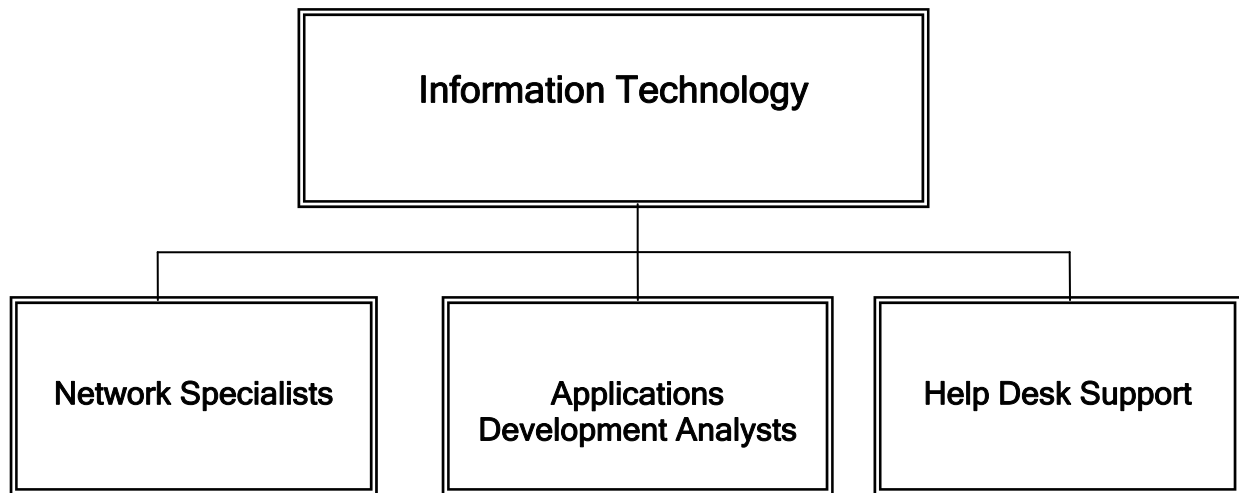 Information Technology
Network Specialists
Applications
Development Analysts
Help Desk Support